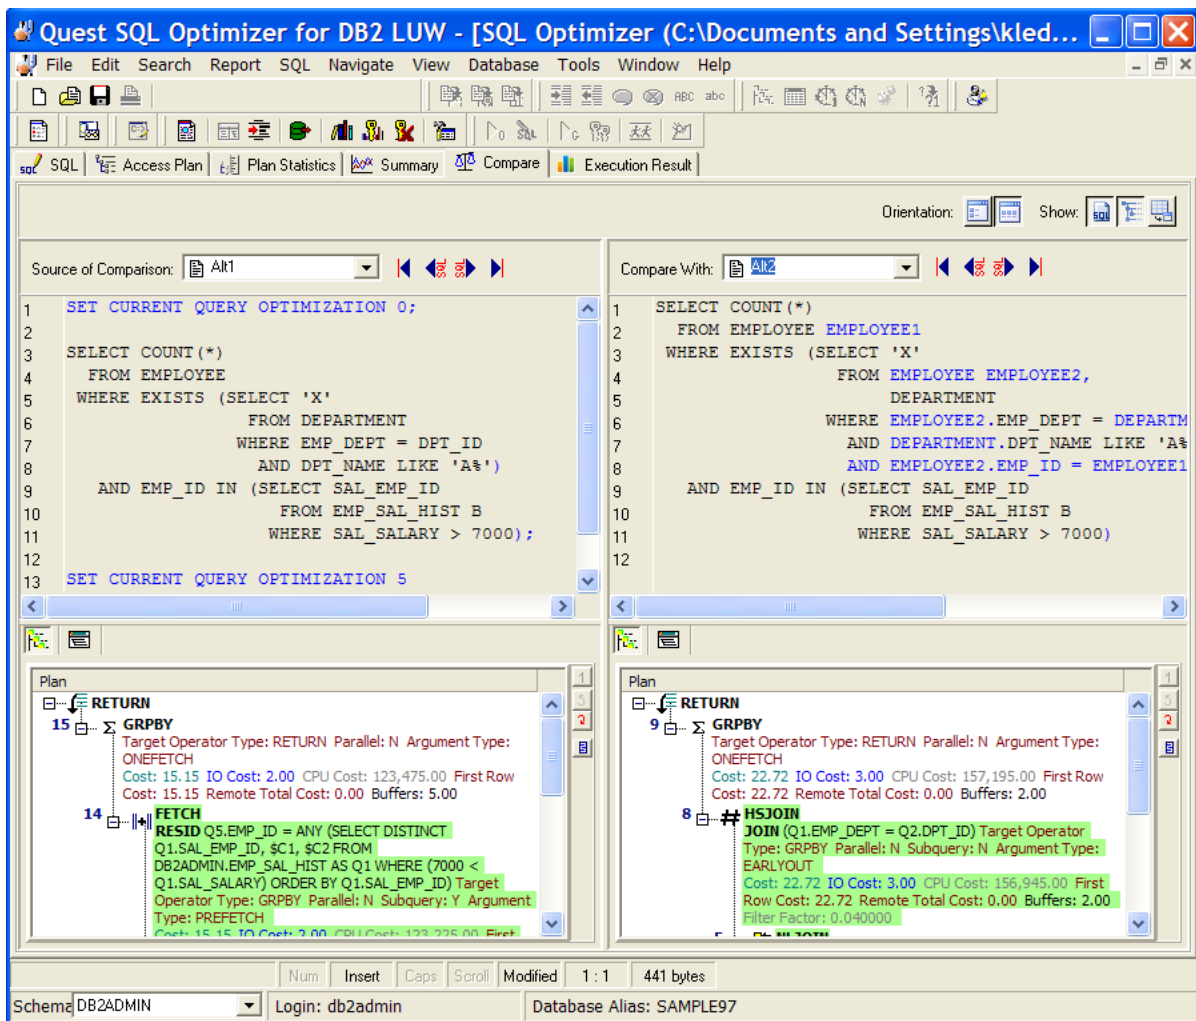 Quest SQL Optimizer for DB2 LUW - [SQL Optimizer (C:\Documents and Settings\kled...
File Edit Search Report SQL Navigate View Database Tools Window Help
SQL Access Plan Plan Statistics Summary Compare Execution Result
Orientation: Show:
Source of Comparison: Alt1
1 SET CURRENT QUERY OPTIMIZATION 0;
2
3 SELECT COUNT(*)
4 FROM EMPLOYEE
5 WHERE EXISTS (SELECT 'X'
6 FROM DEPARTMENT
7 WHERE EMP_DEPT = DPT_ID
8 AND DPT_NAME LIKE 'A%')
9 AND EMP_ID IN (SELECT SAL_EMP_ID
10 FROM EMP_SAL_HIST B
11 WHERE SAL_SALARY > 7000);
12
13 SET CURRENT QUERY OPTIMIZATION 5
Compare With: Alt2
1 SELECT COUNT(*)
2 FROM EMPLOYEE EMPLOYEE1
3 WHERE EXISTS (SELECT 'X'
4 FROM EMPLOYEE EMPLOYEE2,
5 DEPARTMENT
6 WHERE EMPLOYEE2.EMP_DEPT = DEPARTM
7 AND DEPARTMENT.DPT_NAME LIKE 'A%
8 AND EMPLOYEE2.EMP_ID = EMPLOYEE1
9 AND EMP_ID IN (SELECT SAL_EMP_ID
10 FROM EMP_SAL_HIST B
11 WHERE SAL_SALARY > 7000)
12
Plan
RETURN
15 GRPBY
Target Operator Type: RETURN Parallel: N Argument Type:
ONEFETCH
Cost: 15.15 IO Cost: 2.00 CPU Cost: 123,475.00 First Row
Cost: 15.15 Remote Total Cost: 0.00 Buffers: 5.00
14 FETCH
RESID Q5.EMP_ID = ANY (SELECT DISTINCT
Q1.SAL_EMP_ID, $C1, $C2 FROM
DB2ADMIN.EMP_SAL_HIST AS Q1 WHERE (7000 <
Q1.SAL_SALARY) ORDER BY Q1.SAL_EMP_ID) Target
Operator Type: GRPBY Parallel: N Subquery: Y Argument
Type: PREFETCH
Cost: 15.15 IO Cost: 2.00 CPU Cost: 123,225.00 First
Plan
RETURN
9 GRPBY
Target Operator Type: RETURN Parallel: N Argument Type:
ONEFETCH
Cost: 22.72 IO Cost: 3.00 CPU Cost: 157,195.00 First Row
Cost: 22.72 Remote Total Cost: 0.00 Buffers: 2.00
8 HSJOIN
JOIN (Q1.EMP_DEPT = Q2.DPT_ID) Target Operator
Type: GRPBY Parallel: N Subquery: N Argument Type:
EARLYOUT
Cost: 22.72 IO Cost: 3.00 CPU Cost: 156,945.00 First
Row Cost: 22.72 Remote Total Cost: 0.00 Buffers: 2.00
Filter Factor: 0.040000
NLJOIN
Num Insert Caps Scroll Modified 1 : 1 441 bytes
Schema DB2ADMIN Login: db2admin Database Alias: SAMPLE97